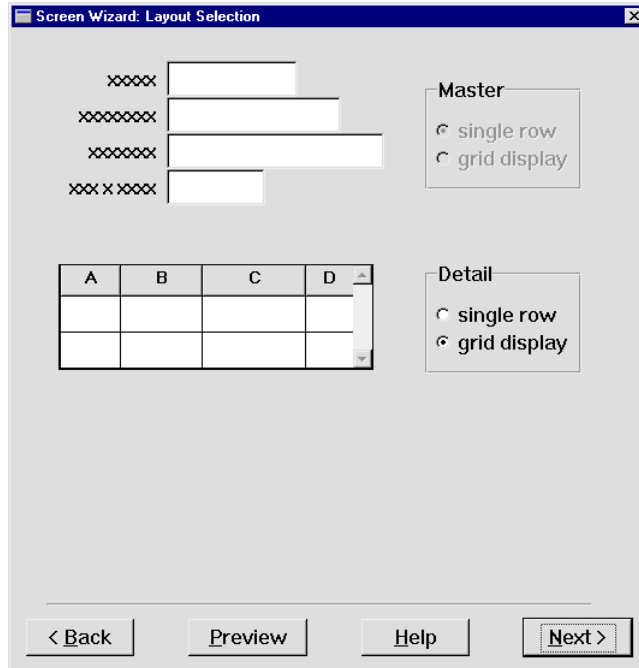 Screen Wizard: Layout Selection
xxxxx
xxxxxxxx
xxxxxxx
xxx x xxxx
Master
single row
grid display
A B C D
Detail
single row
grid display
< Back Preview Help Next >